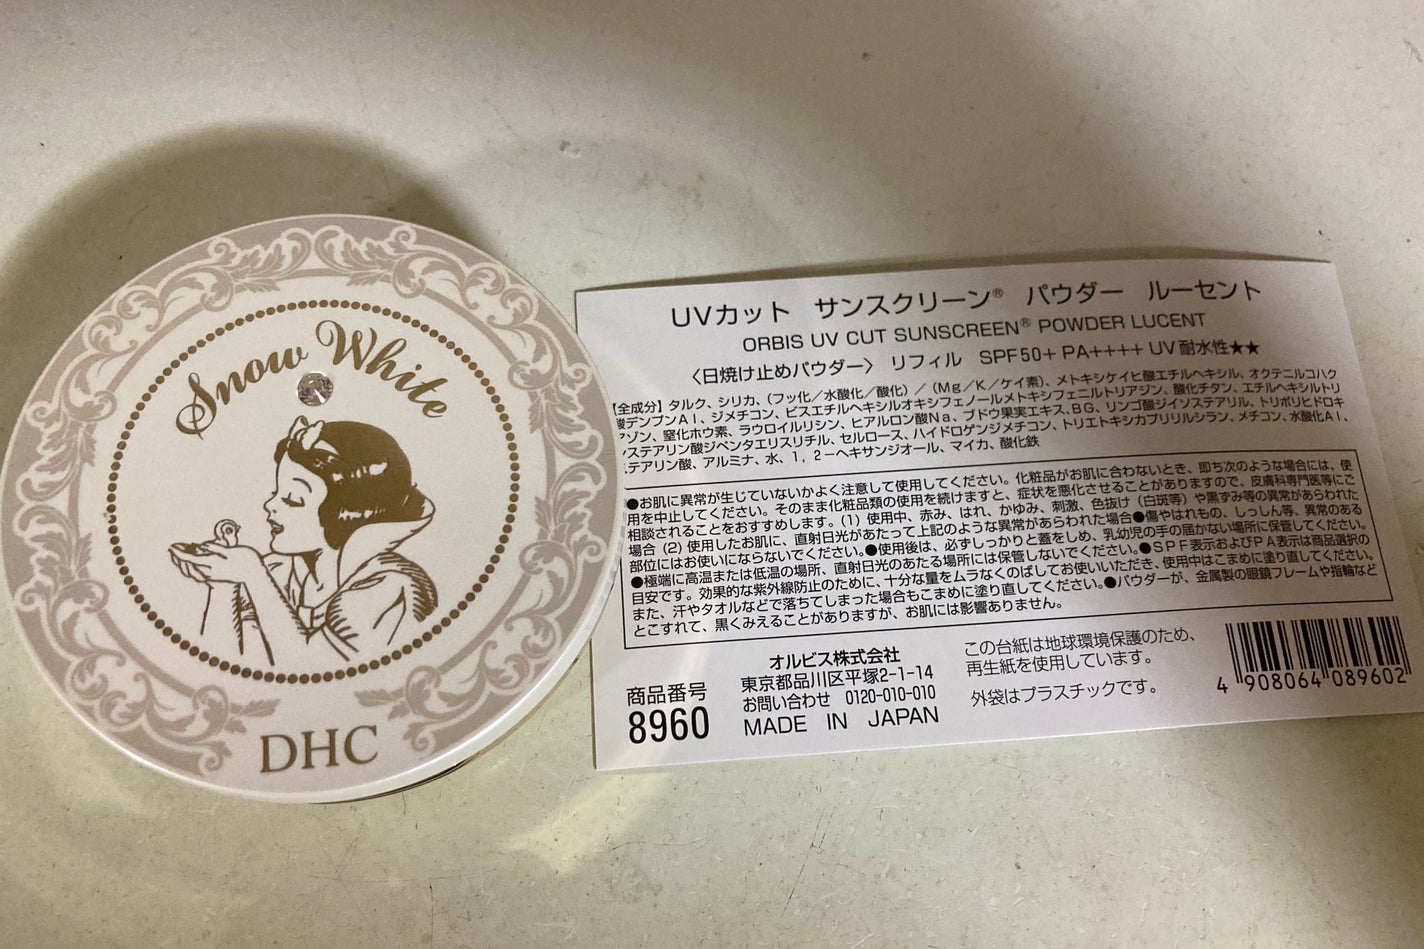 Snow White
DHC
UVカット サンスクリーン® パウダー ルーセント
ORBIS UV CUT SUNSCREEN® POWDER LUCENT
〈日焼け止めパウダー〉 リフィル SPF50+ PA++++ UV耐水性★★
【全成分】タルク、シリカ、(フッ化/水酸化/酸化)/(Mg/K/ケイ素)、メトキシケイヒ酸エチルヘキシル、オクテニルコハク
酸デンプンAl、ジメチコン、ビスエチルヘキシルオキシフェノールメトキシフェニルトリアジン、酸化チタン、エチルヘキシルトリ
アゾン、窒化ホウ素、ラウロイルリシン、ヒアルロン酸Na、ブドウ果実エキス、BG、リンゴ酸ジイソステアリル、トリポリヒドロキ
システアリン酸ジペンタエリスリチル、セルロース、ハイドロゲンジメチコン、トリエトキシカプリリルシラン、メチコン、水酸化Al、
ステアリン酸、アルミナ、水、1,2-ヘキサンジオール、マイカ、酸化鉄
●お肌に異常が生じていないかよく注意して使用してください。化粧品がお肌に合わないとき、即ち次のような場合には、使
用を中止してください。そのまま化粧品類の使用を続けますと、症状を悪化させることがありますので、皮膚科専門医等にご
相談されることをおすすめします。(1) 使用中、赤み、はれ、かゆみ、刺激、色抜け(白斑等)や黒ずみ等の異常があらわれた
場合 (2) 使用したお肌に、直射日光があたって上記のような異常があらわれた場合●傷やはれもの、しっしん等、異常のある
部位にはお使いにならないでください。●使用後は、必ずしっかりと蓋をしめ、乳幼児の手の届かない場所に保管してください。
●極端に高温または低温の場所、直射日光のあたる場所には保管しないでください。●SPF表示およびPA表示は商品選択の
目安です。効果的な紫外線防止のために、十分な量をムラなくのばしてお使いいただき、使用中はこまめに塗り直してください。
また、汗やタオルなどで落ちてしまった場合もこまめに塗り直してください。●パウダーが、金属製の眼鏡フレームや指輪など
とこすれて、黒くみえることがありますが、お肌には影響ありません。
商品番号
8960
オルビス株式会社
東京都品川区平塚2-1-14
お問い合わせ 0120-010-010
MADE IN JAPAN
この台紙は地球環境保護のため、
再生紙を使用しています。
外袋はプラスチックです。
4 908064 089602